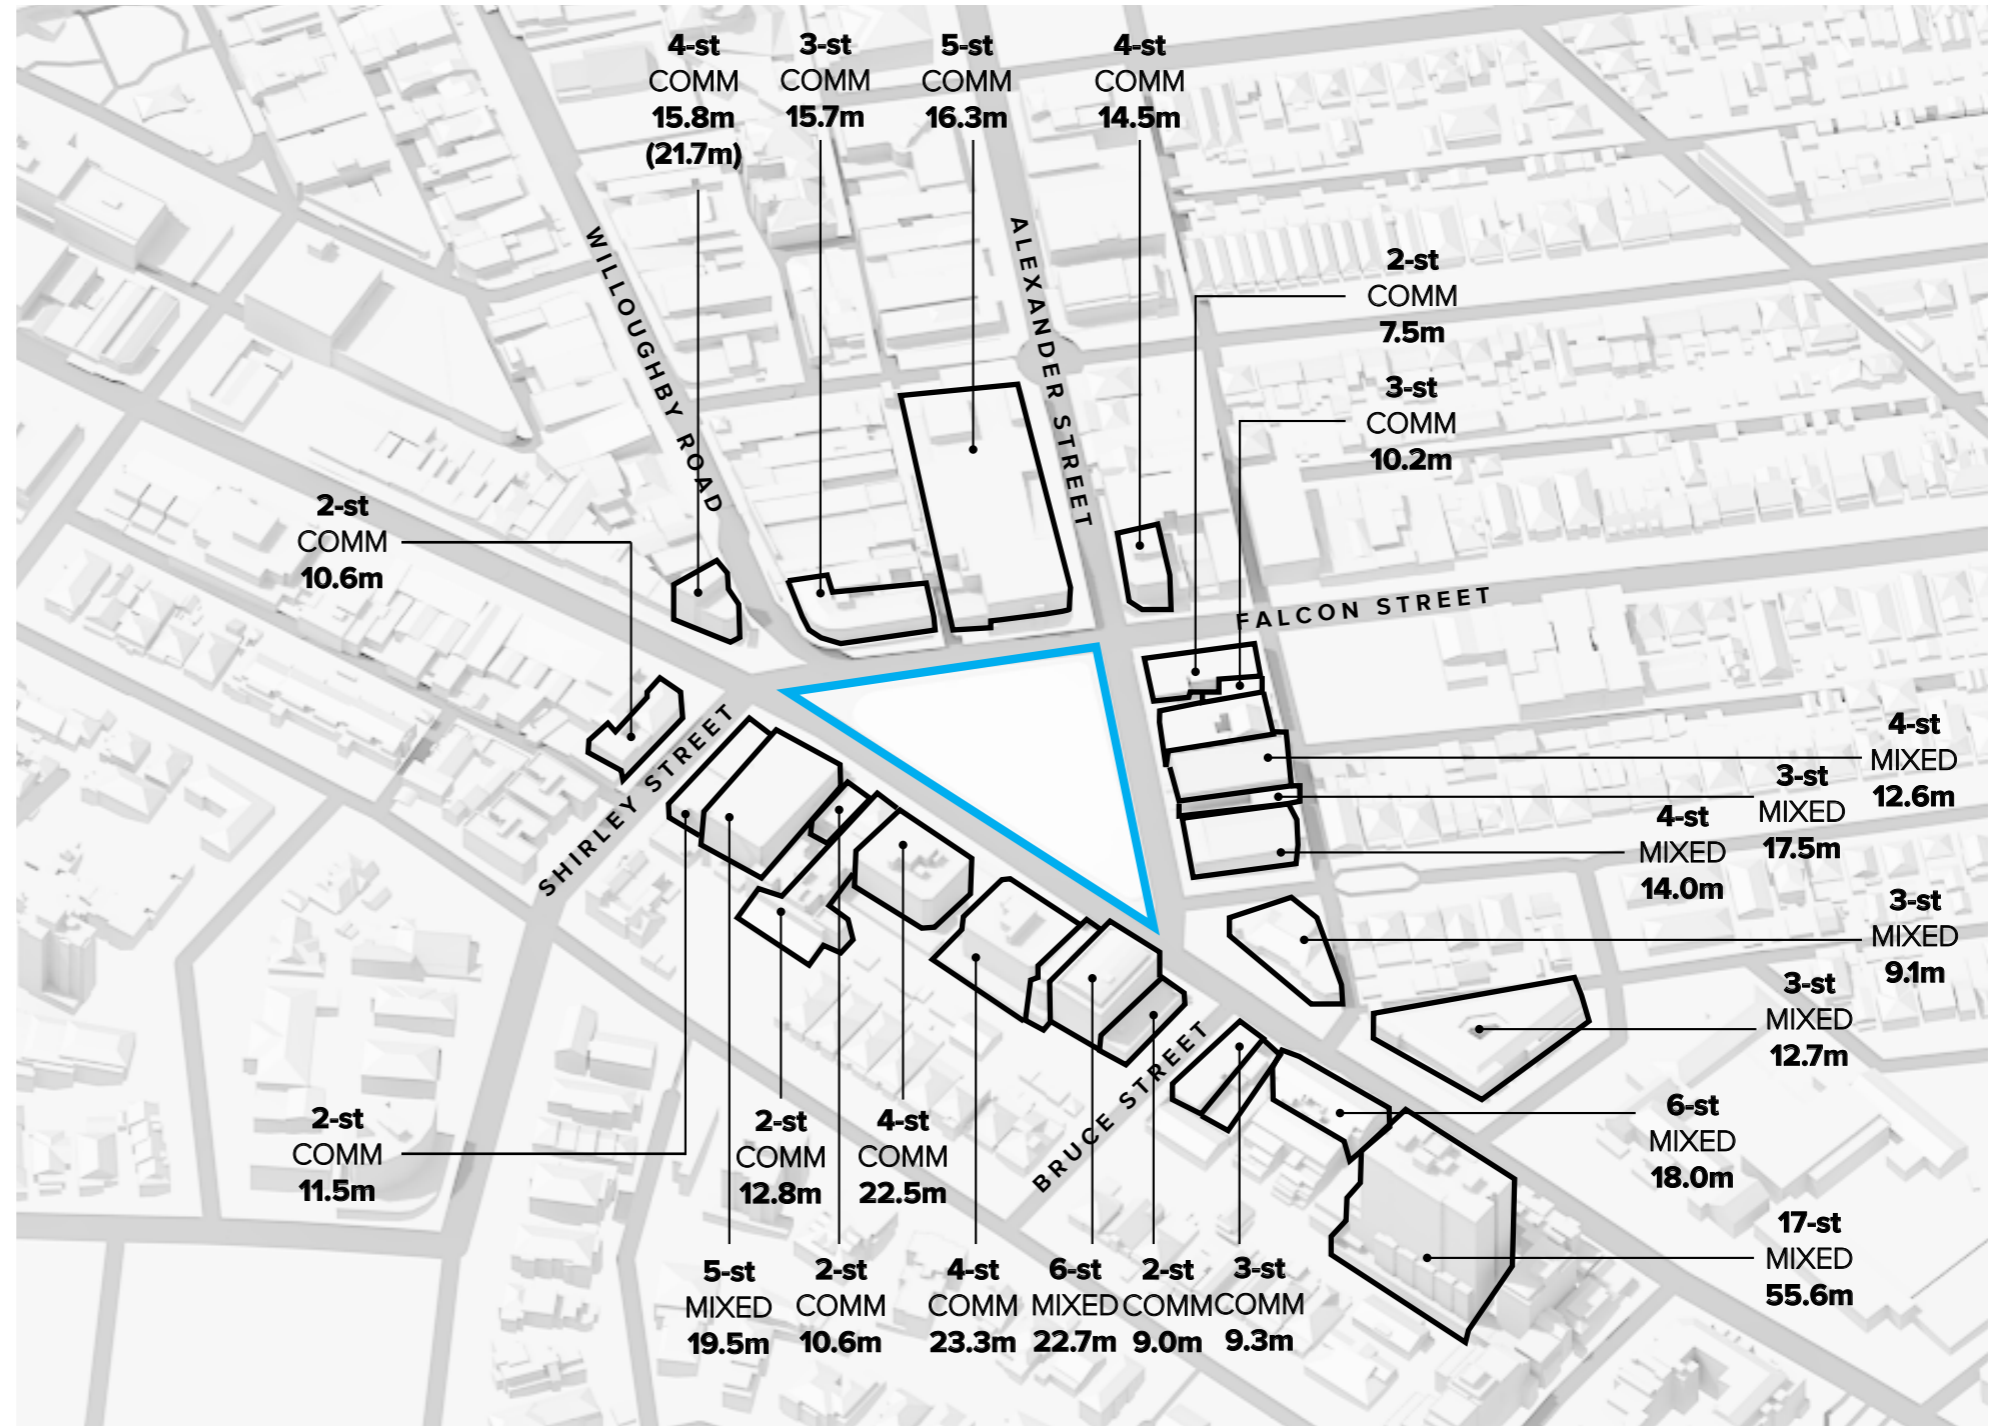 4-st
COMM
15.8m
(21.7m)
3-st
COMM
15.7m
5-st
COMM
16.3m
4-st
COMM
14.5m
WILLOUGHBY ROAD
ALEXANDER STREET
2-st
COMM
7.5m
3-st
COMM
10.2m
2-st
COMM
10.6m
FALCON STREET
SHIRLEY STREET
4-st
MIXED
12.6m
3-st
MIXED
17.5m
4-st
MIXED
14.0m
3-st
MIXED
9.1m
3-st
MIXED
12.7m
BRUCE STREET
6-st
MIXED
18.0m
2-st
COMM
11.5m
2-st
COMM
12.8m
4-st
COMM
22.5m
17-st
MIXED
55.6m
5-st
MIXED
19.5m
2-st
COMM
10.6m
4-st
COMM
23.3m
6-st
MIXED
22.7m
2-st
COMM
9.0m
3-st
COMM
9.3m